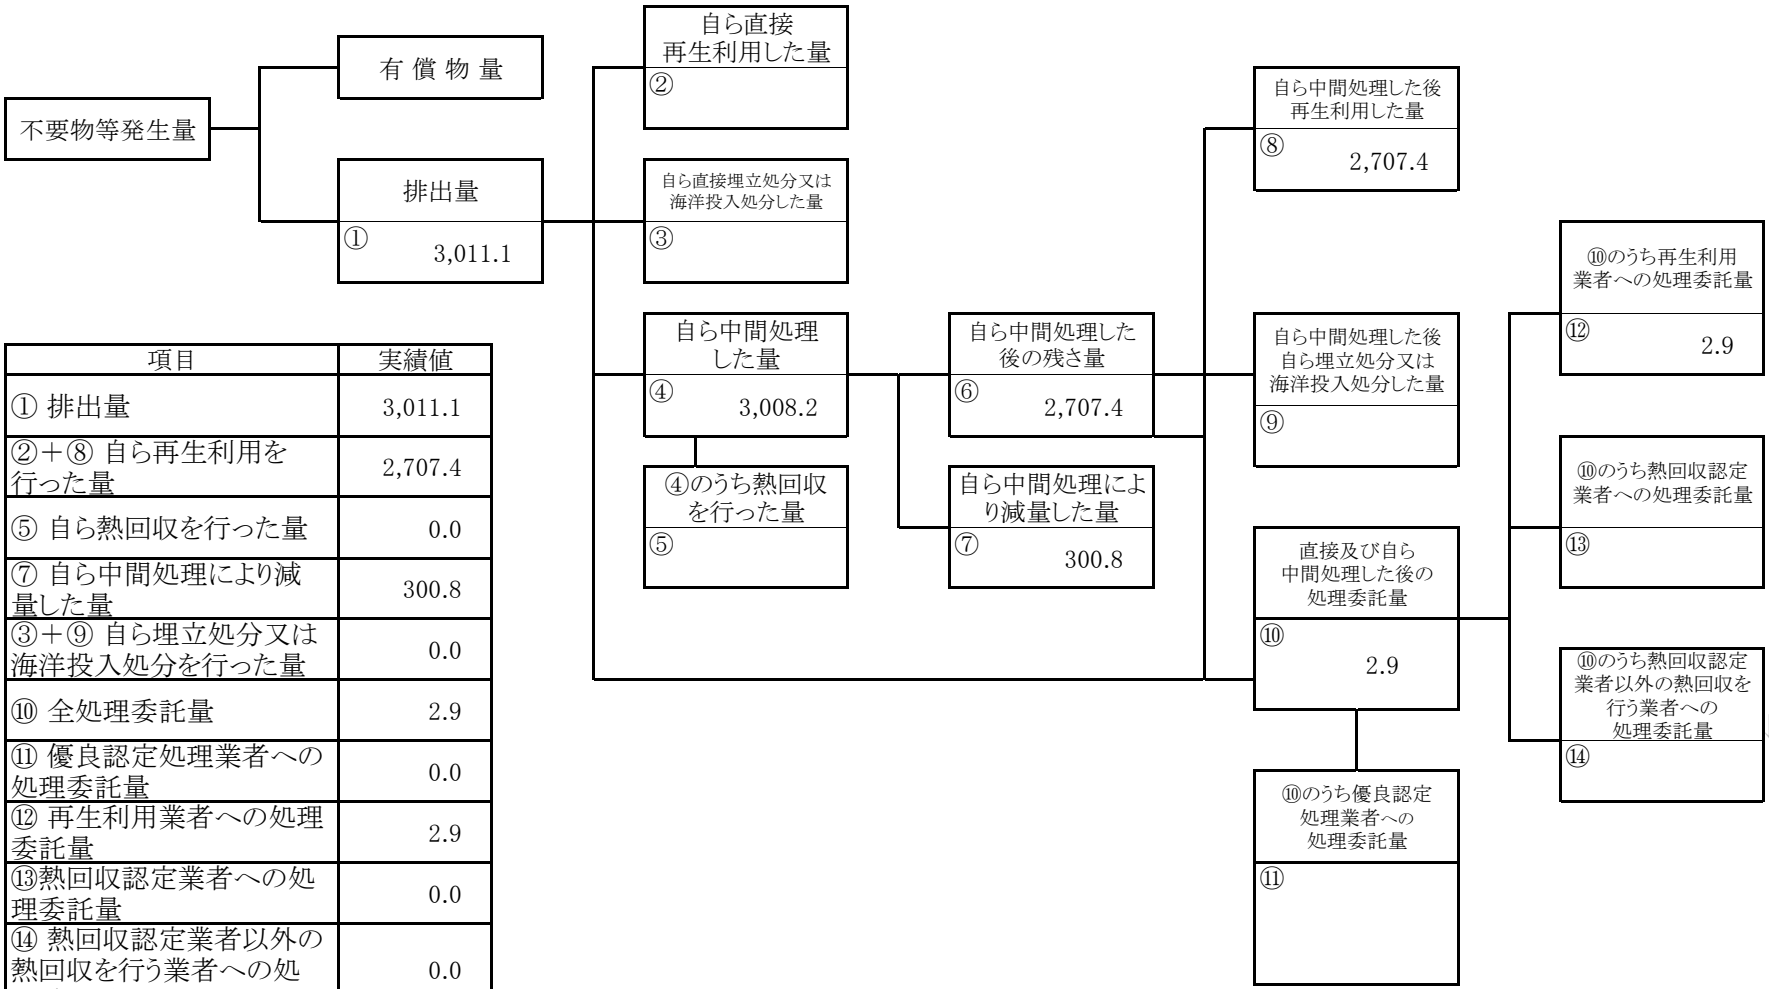 不要物等発生量
有 償 物 量
排出量
①
3,011.1
自ら直接
再生利用した量
②
自ら直接埋立処分又は
海洋投入処分した量
③
自ら中間処理
した量
④
3,008.2
④のうち熱回収
を行った量
⑤
自ら中間処理した
後の残さ量
⑥
2,707.4
自ら中間処理によ
り減量した量
⑦
300.8
自ら中間処理した後
再生利用した量
⑧
2,707.4
自ら中間処理した後
自ら埋立処分又は
海洋投入処分した量
⑨
直接及び自ら
中間処理した後の
処理委託量
⑩
2.9
⑩のうち優良認定
処理業者への
処理委託量
⑪
⑩のうち再生利用
業者への処理委託量
⑫
2.9
⑩のうち熱回収認定
業者への処理委託量
⑬
⑩のうち熱回収認定
業者以外の熱回収を
行う業者への
処理委託量
⑭
項目 実績値
① 排出量 3,011.1
②+⑧ 自ら再生利用を
行った量 2,707.4
⑤ 自ら熱回収を行った量 0.0
⑦ 自ら中間処理により減
量した量 300.8
③+⑨ 自ら埋立処分又は
海洋投入処分を行った量 0.0
⑩ 全処理委託量 2.9
⑪ 優良認定処理業者への
処理委託量 0.0
⑫ 再生利用業者への処理
委託量 2.9
⑬熱回収認定業者への処
理委託量 0.0
⑭ 熱回収認定業者以外の
熱回収を行う業者への処 0.0